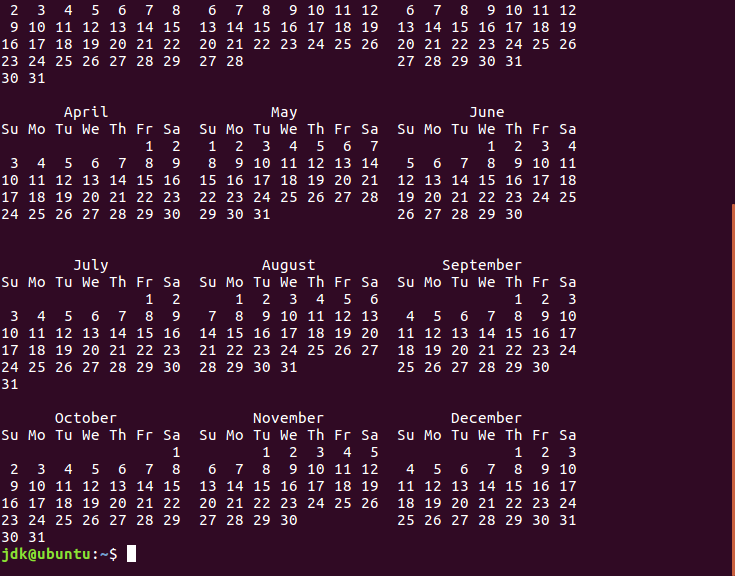 2  3  4  5  6  7  8   6  7  8  9 10 11 12   6  7  8  9 10 11 12
 9 10 11 12 13 14 15  13 14 15 16 17 18 19  13 14 15 16 17 18 19
16 17 18 19 20 21 22  20 21 22 23 24 25 26  20 21 22 23 24 25 26
23 24 25 26 27 28 29  27 28                 27 28 29 30 31
30 31

       April                  May                   June
Su Mo Tu We Th Fr Sa  Su Mo Tu We Th Fr Sa  Su Mo Tu We Th Fr Sa
                1  2   1  2  3  4  5  6  7            1  2  3  4
 3  4  5  6  7  8  9   8  9 10 11 12 13 14   5  6  7  8  9 10 11
10 11 12 13 14 15 16  15 16 17 18 19 20 21  12 13 14 15 16 17 18
17 18 19 20 21 22 23  22 23 24 25 26 27 28  19 20 21 22 23 24 25
24 25 26 27 28 29 30  29 30 31              26 27 28 29 30

        July                 August              September
Su Mo Tu We Th Fr Sa  Su Mo Tu We Th Fr Sa  Su Mo Tu We Th Fr Sa
                1  2      1  2  3  4  5  6               1  2  3
 3  4  5  6  7  8  9   7  8  9 10 11 12 13   4  5  6  7  8  9 10
10 11 12 13 14 15 16  14 15 16 17 18 19 20  11 12 13 14 15 16 17
17 18 19 20 21 22 23  21 22 23 24 25 26 27  18 19 20 21 22 23 24
24 25 26 27 28 29 30  28 29 30 31           25 26 27 28 29 30
31

      October               November              December
Su Mo Tu We Th Fr Sa  Su Mo Tu We Th Fr Sa  Su Mo Tu We Th Fr Sa
                   1         1  2  3  4  5               1  2  3
 2  3  4  5  6  7  8   6  7  8  9 10 11 12   4  5  6  7  8  9 10
 9 10 11 12 13 14 15  13 14 15 16 17 18 19  11 12 13 14 15 16 17
16 17 18 19 20 21 22  20 21 22 23 24 25 26  18 19 20 21 22 23 24
23 24 25 26 27 28 29  27 28 29 30           25 26 27 28 29 30 31
30 31
jdk@ubuntu:~$